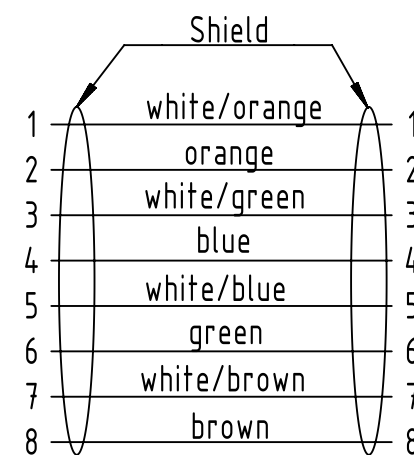 Shield
1 white/orange 1
2 orange 2
3 white/green 3
4 blue 4
5 white/blue 5
6 green 6
7 white/brown 7
8 brown 8